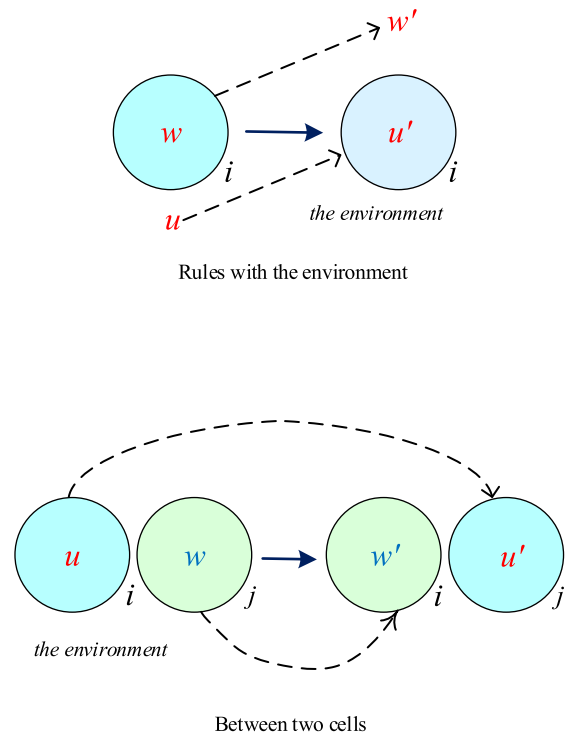 w′
w
u′
i
i
u
the environment
Rules with the environment
u
w
w′
u′
i
j
i
j
the environment
Between two cells